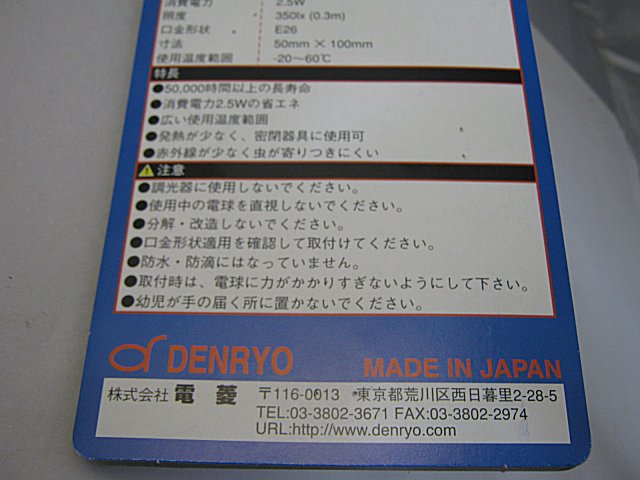 消費電力 2.5W
照度 350lx (0.3m)
口金形状 E26
寸法 50mm × 100mm
使用温度範囲 -20〜60℃
特長
●50,000時間以上の長寿命
●消費電力2.5Wの省エネ
●広い使用温度範囲
●発熱が少なく、密閉器具に使用可
●赤外線が少なく虫が寄りつきにくい
注意
●調光器に使用しないでください。
●使用中の電球を直視しないでください。
●分解・改造しないでください。
●口金形状適用を確認して取付けてください。
●防水・防滴にはなっていません。
●取付時は、電球に力がかかりすぎないようにして下さい。
●幼児が手の届く所に置かないでください。
DENRYO MADE IN JAPAN
株式会社 電菱 〒116-0013 東京都荒川区西日暮里2-28-5
TEL:03-3802-3671 FAX:03-3802-2974
URL:http://www.denryo.com